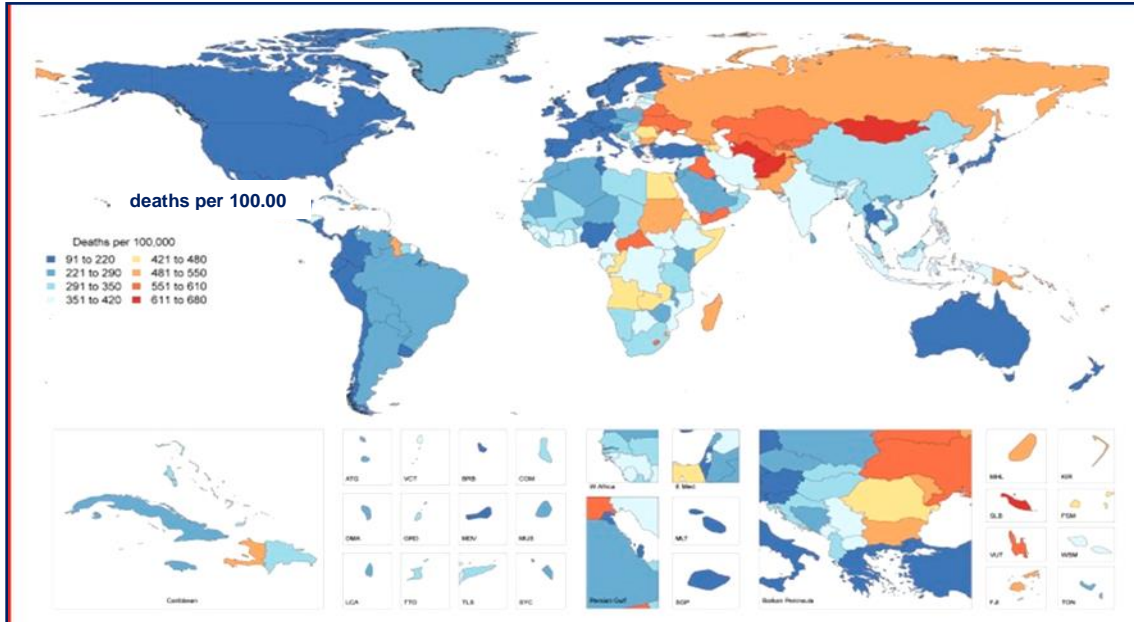 deaths per 100.00
Deaths per 100,000
91 to 220 421 to 480
221 to 290 481 to 550
291 to 350 551 to 610
351 to 420 611 to 680
ATG VCT BRB COM
W Africa E Med
MHL KIR
DMA GRD MDV MUS
MLT
SLB FSM
VUT WSM
Caribbean
LCA TTO TLS SYC
Persian Gulf SGP
Balkan Peninsula
FJI TON